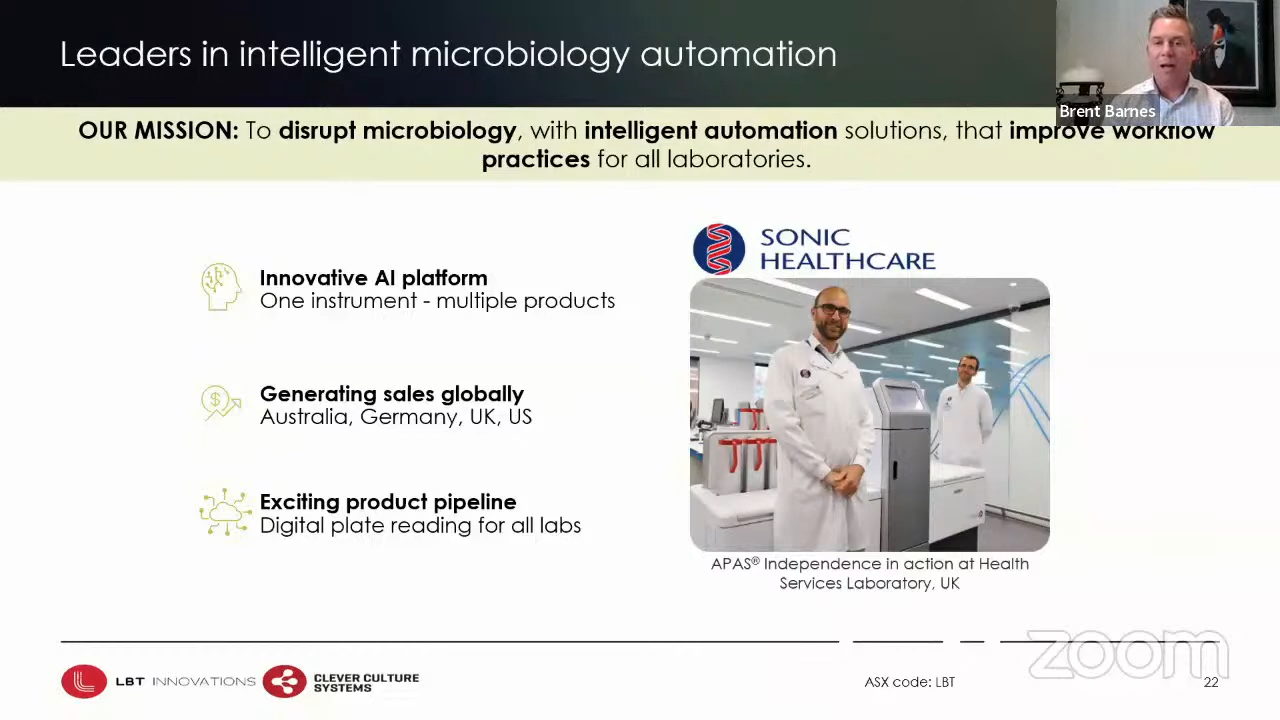 Leaders in intelligent microbiology automation
Brent Barnes
OUR MISSION: To disrupt microbiology, with intelligent automation solutions, that improve workflow
practices for all laboratories.
Innovative AI platform
One instrument - multiple products
Generating sales globally
Australia, Germany, UK, US
Exciting product pipeline
Digital plate reading for all labs
SONIC
HEALTHCARE
APAS® Independence in action at Health
Services Laboratory, UK
LBT INNOVATIONS
CLEVER CULTURE
SYSTEMS
ASX code: LBT
22
zoom